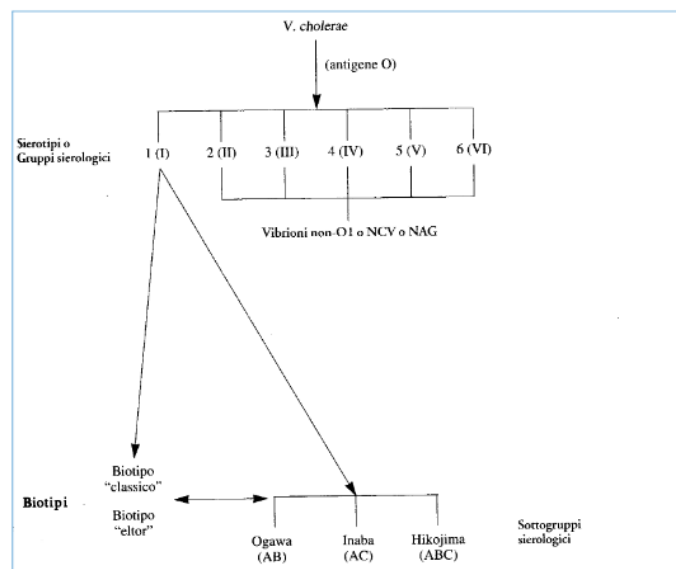 V. cholerae
(antigene O)
Sierotipi o
Gruppi sierologici
1 (I) 2 (II) 3 (III) 4 (IV) 5 (V) 6 (VI)
Vibrioni non-O1 o NCV o NAG
Biotipo
"classico"
Biotipi
Biotipo
"eltor"
Ogawa
(AB)
Inaba
(AC)
Hikojima
(ABC)
Sottogruppi
sierologici